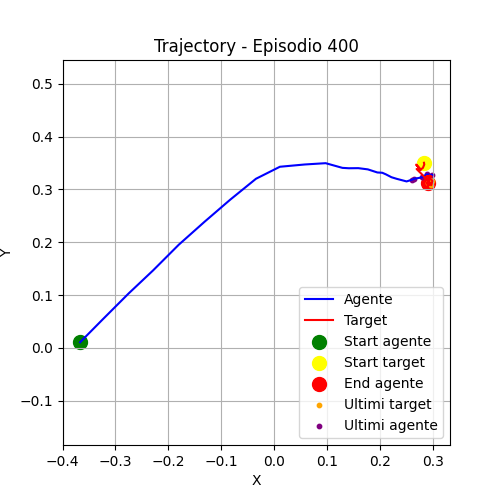 Trajectory - Episodio 400
0.5
0.4
0.3
0.2
0.1
0.0
−0.1
Y
−0.4
−0.3
−0.2
−0.1
0.0
0.1
0.2
0.3
X
Agente
Target
Start agente
Start target
End agente
Ultimi target
Ultimi agente